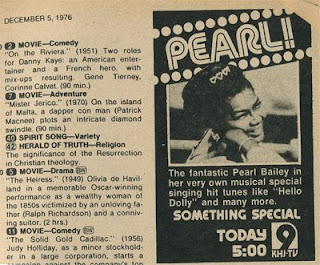 DECEMBER 5, 1976
2 MOVIE—Comedy
"On the Riviera." (1951) Two roles
for Danny Kaye: an American enter-
tainer and a French hero, with
mix-ups resulting. Gene Tierney,
Corinne Calvet. (90 min.)
7 MOVIE—Adventure
"Mister Jerico." (1970) On the island
of Malta, a dapper con man (Patrick
Macnee) plots an intricate diamond
swindle. (90 min.)
40 SPIRIT SONG—Variety
42 HERALD OF TRUTH—Religion
The significance of the Resurrection
in Christian theology.
5 MOVIE—Drama BW
"The Heiress." (1949) Olivia de Havil-
land in a memorable Oscar-winning
performance as a wealthy woman of
the 1850s victimized by an unloving fa-
ther (Ralph Richardson) and a conniv-
ing suitor. (2 hrs.)
11 MOVIE—Comedy BW
"The Solid Gold Cadillac." (1956)
Judy Holliday, as a minor stockhold-
er in a large corporation, starts a
PEARL!
The fantastic Pearl Bailey in
her very own musical special
singing hit tunes like "Hello
Dolly" and many more.
SOMETHING SPECIAL
TODAY
5:00
9
KHJ-TV